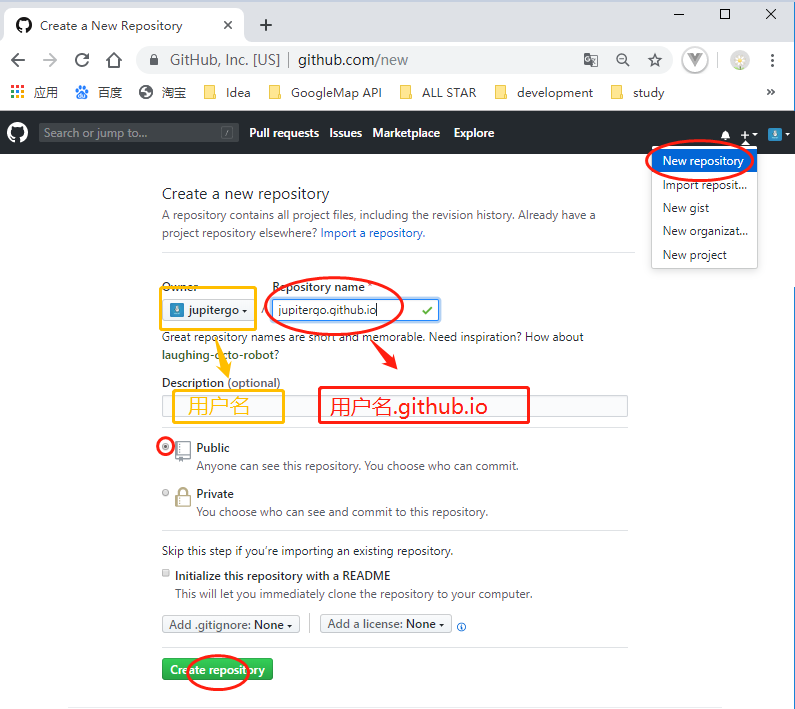 Create a New Repository
GitHub, Inc. [US] | github.com/new
应用 百度 淘宝 Idea GoogleMap API ALL STAR development study »
Search or jump to... / Pull requests Issues Marketplace Explore
New repository
Import reposit...
New gist
New organizat...
New project
Create a new repository
A repository contains all project files, including the revision history. Already have a
project repository elsewhere? Import a repository.
Owner Repository name *
jupitergo / jupitergo.github.io
Great repository names are short and memorable. Need inspiration? How about
laughing-octo-robot?
Description (optional)
用户名 用户名.github.io
Public
Anyone can see this repository. You choose who can commit.
Private
You choose who can see and commit to this repository.
Skip this step if you're importing an existing repository.
Initialize this repository with a README
This will let you immediately clone the repository to your computer.
Add .gitignore: None Add a license: None
Create repository